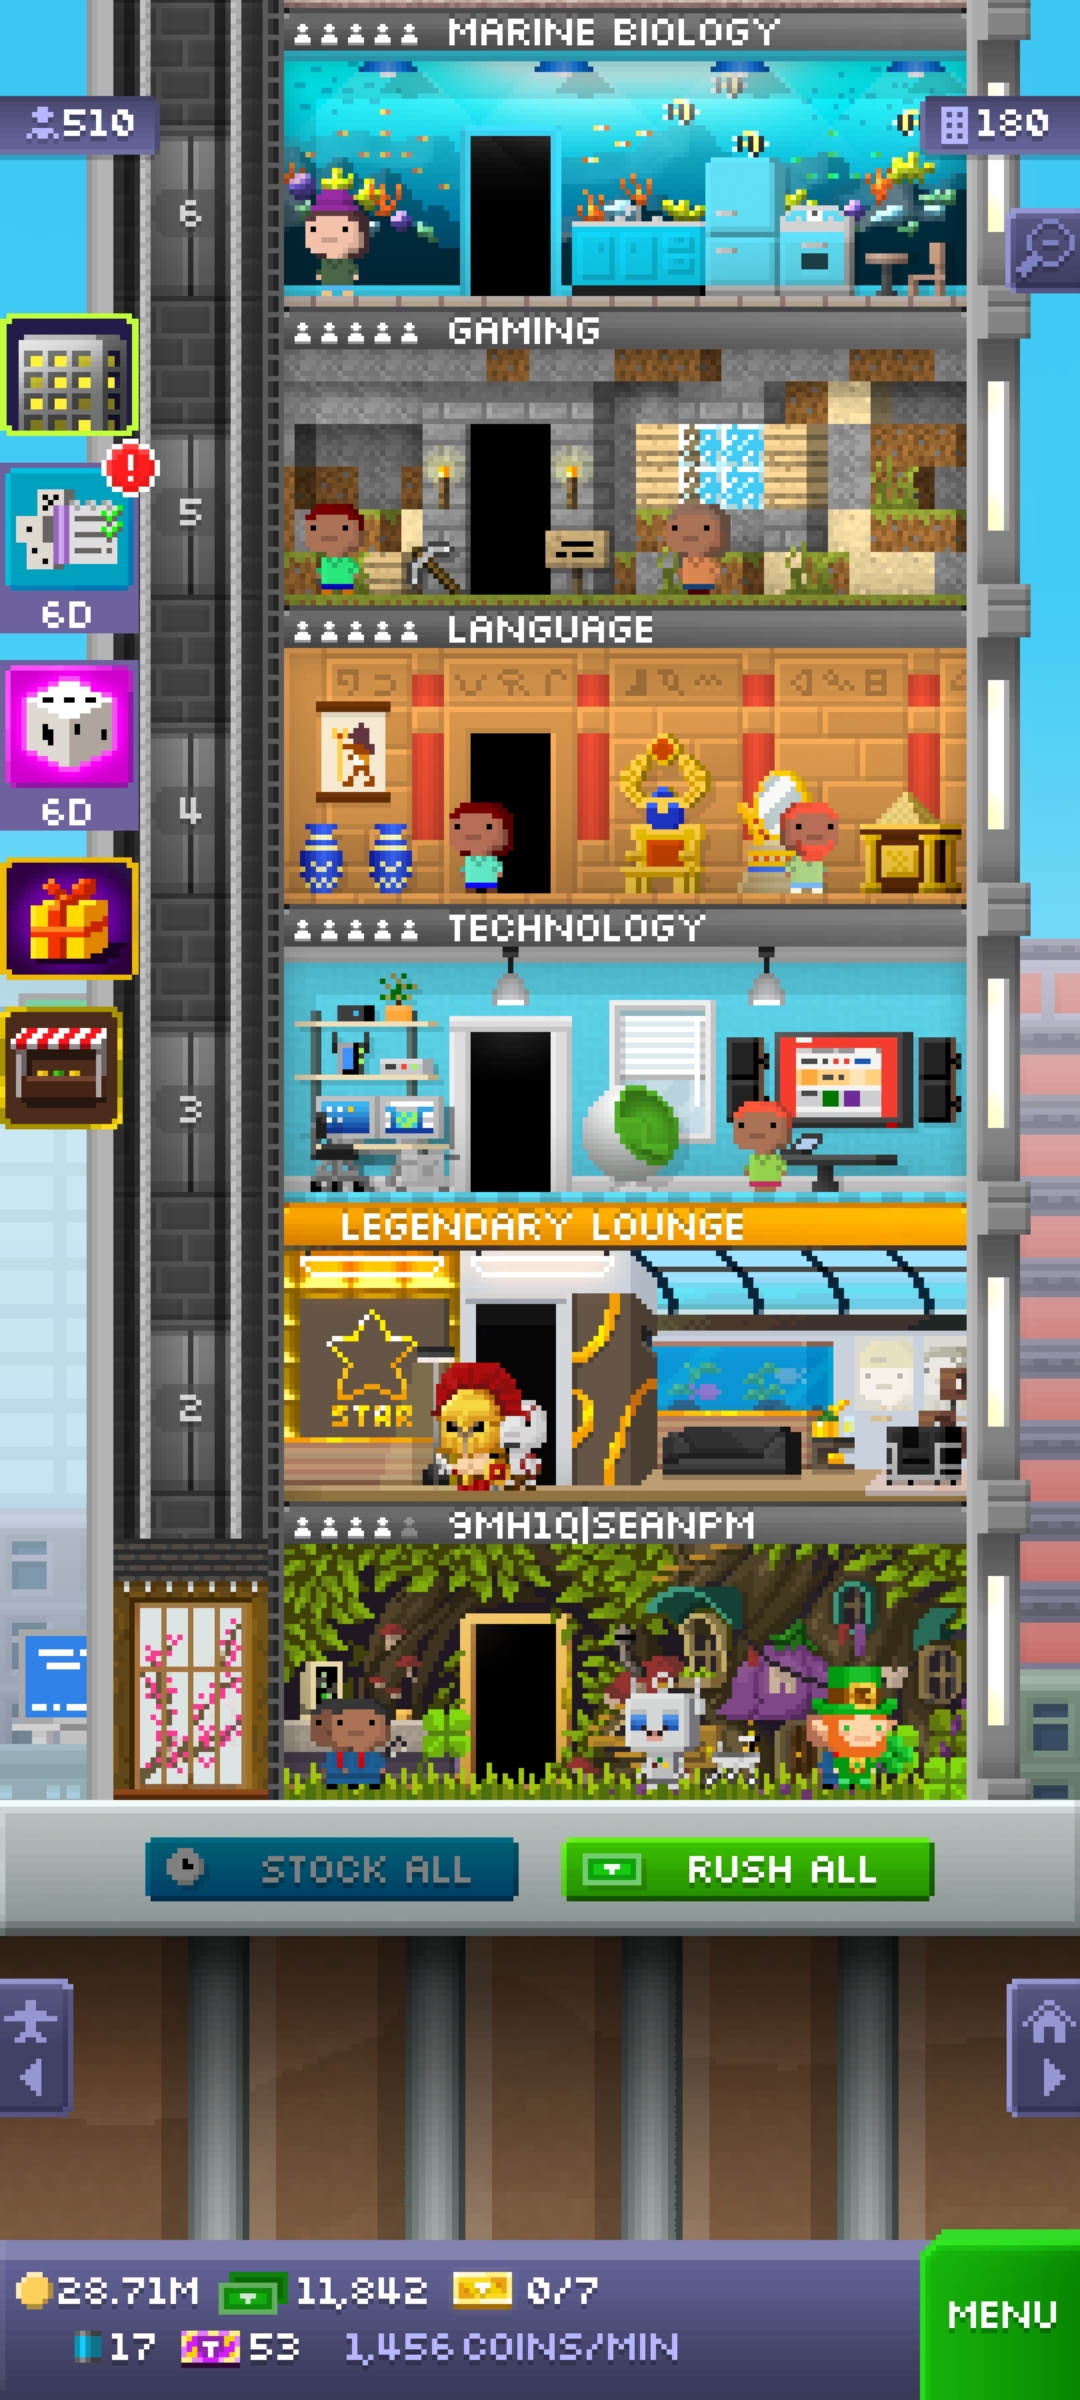 MARINE BIOLOGY
510
180
6
GAMING
5
6D
LANGUAGE
4
6D
TECHNOLOGY
3
LEGENDARY LOUNGE
STAR
2
9MH1Q|SEANPM
STOCK ALL
RUSH ALL
28.71M 11,842 0/7
17 53 1,456 COINS/MIN
MENU